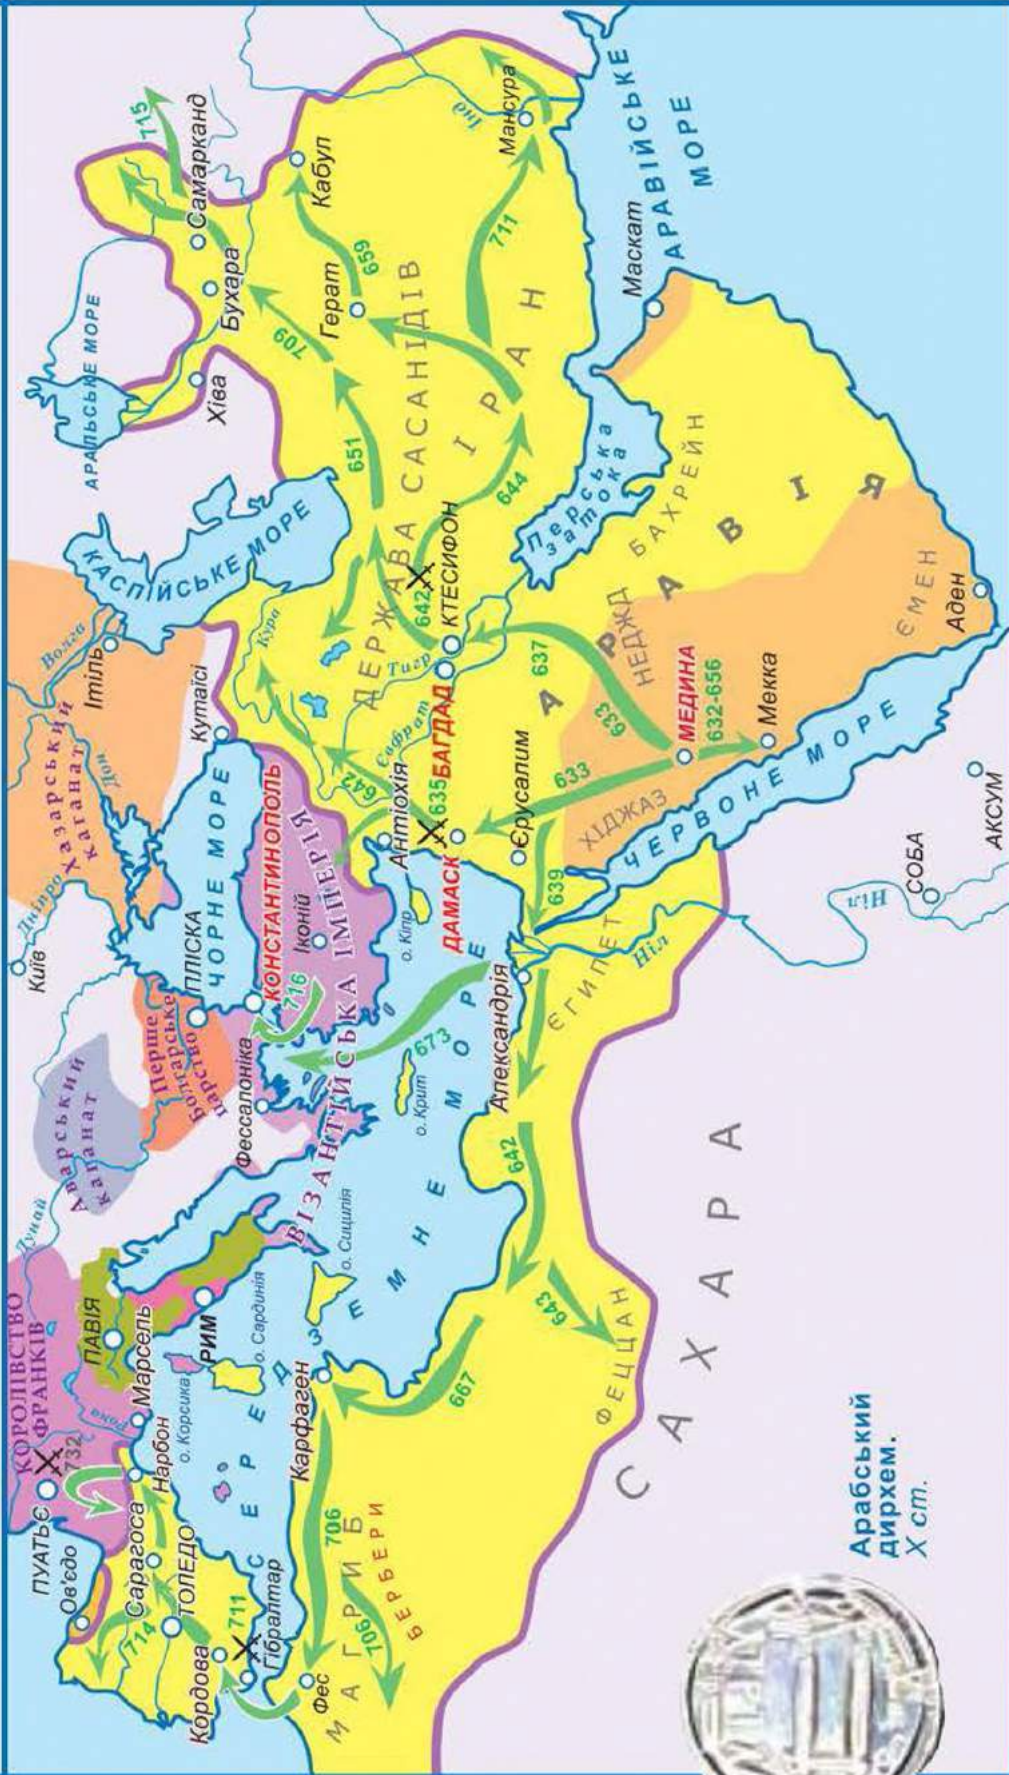 КОРОЛІВСТВО
ФРАНКІВ
ПУАТЬЄ
732
Ов'єдо
Сарагоса
Нарбон
Марсель
Рона
ПАВІЯ
Дунай
Аварський
каганат
Перше
Болгарське
царство
ПЛІСКА
Київ
Дніпро
Хазарський
каганат
Дон
Волга
Ітіль
КАСПІЙСЬКЕ МОРЕ
АРАЛЬСЬКЕ МОРЕ
715
Самарканд
Бухара
Хіва
Кутаїсі
Кура
ЧОРНЕ МОРЕ
КОНСТАНТИНОПОЛЬ
Іконій
716
Фессалоніка
ВІЗАНТІЙСЬКА ІМПЕРІЯ
РИМ
о. Корсика
о. Сардинія
о. Сицилія
ТОЛЕДО
714
Кордова
711
Гібралтар
СЕРЕДЗЕМНЕ МОРЕ
Карфаген
Фес
706
706
МАГРИБ
БЕРБЕРИ
667
643
ФЕЦЦАН
642
о. Крит
673
о. Кіпр
Александрія
ЄГИПЕТ
Ніл
639
Антіохія
642
Євфрат
Тигр
635
ДАМАСК
БАГДАД
Єрусалим
КТЕСИФОН
642
ДЕРЖАВА САСАНІДІВ
651
709
Герат
659
Кабул
644
ІРАН
711
Інд
Мансура
АРАВІЙСЬКЕ
МОРЕ
Маскат
Перська
затока
БАХРЕЙН
НЕДЖД
АРАВІЯ
637
633
633
ХІДЖАЗ
МЕДИНА
632-656
Мекка
ЄМЕН
Аден
ЧЕРВОНЕ МОРЕ
Ніл
СОБА
АКСУМ
САХАРА
Арабський
дирхем.
X ст.